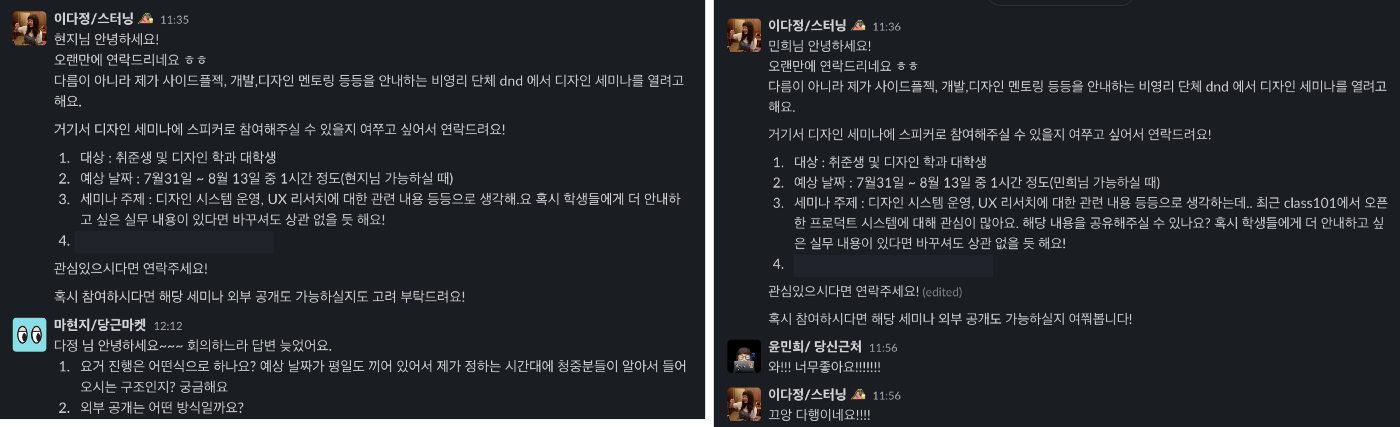 이다정/스터닝 11:35
현지님 안녕하세요!
오랜만에 연락드리네요 ㅎㅎ
다름이 아니라 제가 사이드플젝, 개발,디자인 멘토링 등등을 안내하는 비영리 단체 dnd 에서 디자인 세미나를 열려고
해요.
거기서 디자인 세미나에 스피커로 참여해주실 수 있을지 여쭈고 싶어서 연락드려요!
1. 대상 : 취준생 및 디자인 학과 대학생
2. 예상 날짜 : 7월31일 ~ 8월 13일 중 1시간 정도(현지님 가능하실 때)
3. 세미나 주제 : 디자인 시스템 운영, UX 리서치에 대한 관련 내용 등등으로 생각해.요 혹시 학생들에게 더 안내하
고 싶은 실무 내용이 있다면 바꾸셔도 상관 없을 듯 해요!
4.
관심있으시다면 연락주세요!
혹시 참여하시다면 해당 세미나 외부 공개도 가능하실지도 고려 부탁드려요!
마현지/당근마켓 12:12
다정 님 안녕하세요~~~ 회의하느라 답변 늦었어요.
1. 요거 진행은 어떤식으로 하나요? 예상 날짜가 평일도 끼어 있어서 제가 정하는 시간대에 청중분들이 알아서 들어
오시는 구조인지? 궁금해요
2. 외부 공개는 어떤 방식일까요?
이다정/스터닝 11:36
민희님 안녕하세요!
오랜만에 연락드리네요 ㅎㅎ
다름이 아니라 제가 사이드플젝, 개발,디자인 멘토링 등등을 안내하는 비영리 단체 dnd 에서 디자인 세미나를 열려고
해요.
거기서 디자인 세미나에 스피커로 참여해주실 수 있을지 여쭈고 싶어서 연락드려요!
1. 대상 : 취준생 및 디자인 학과 대학생
2. 예상 날짜 : 7월31일 ~ 8월 13일 중 1시간 정도(민희님 가능하실 때)
3. 세미나 주제 : 디자인 시스템 운영, UX 리서치에 대한 관련 내용 등등으로 생각하는데.. 최근 class101에서 오픈
한 프로덕트 시스템에 대해 관심이 많아요. 해당 내용을 공유해주실 수 있나요? 혹시 학생들에게 더 안내하고 싶
은 실무 내용이 있다면 바꾸셔도 상관 없을 듯 해요!
4.
관심있으시다면 연락주세요! (edited)
혹시 참여하시다면 해당 세미나 외부 공개도 가능하실지 여쭤봅니다!
윤민희/ 당신근처 11:56
와!!! 너무좋아요!!!!!!!
이다정/스터닝 11:56
끄앙 다행이네요!!!!